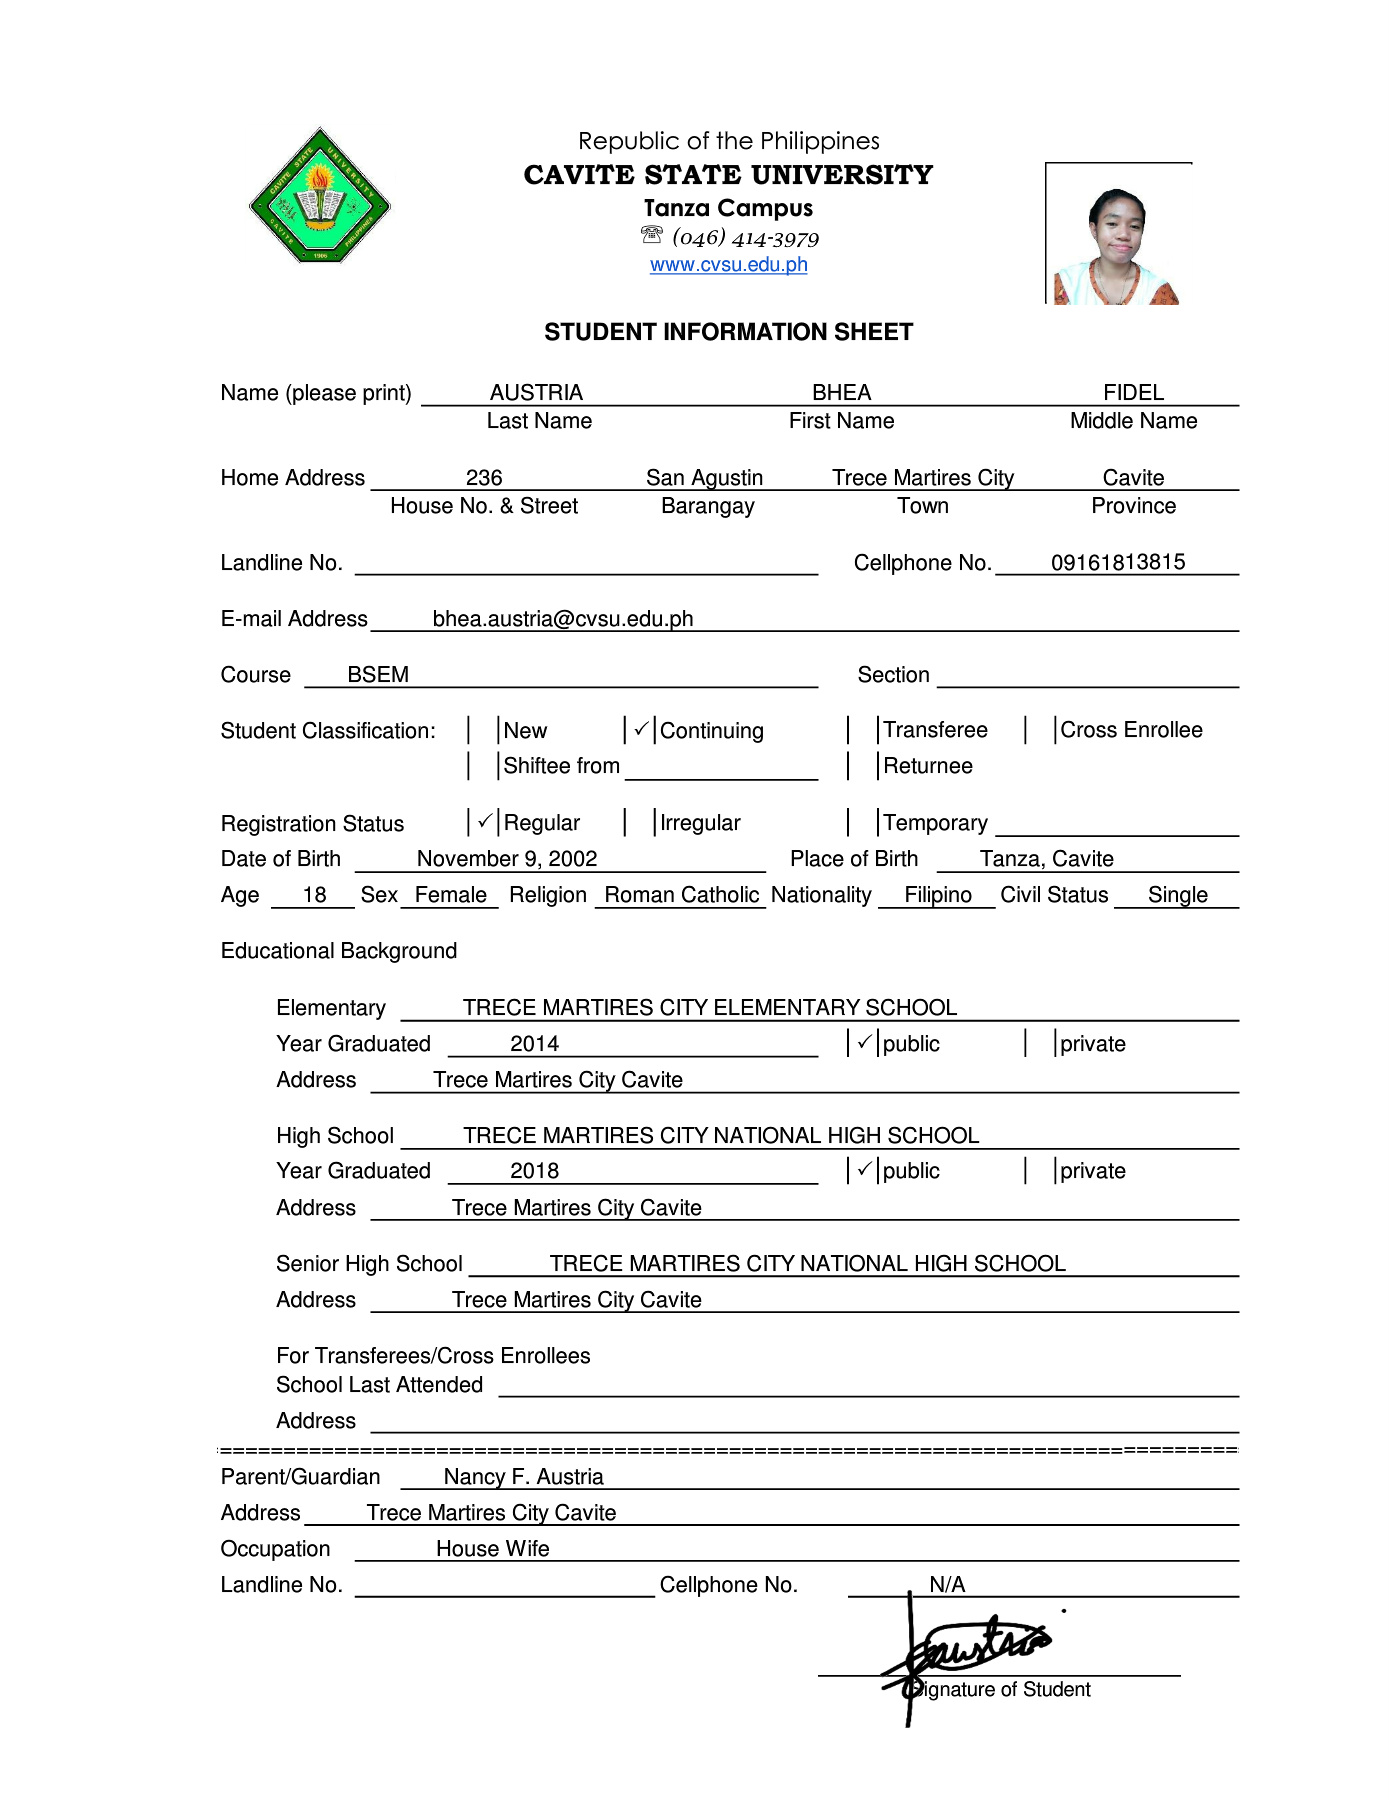 CAVITE STATE UNIVERSITY
CAVITE PHILIPPINES
1906
Republic of the Philippines
CAVITE STATE UNIVERSITY
Tanza Campus
☏ (046) 414-3979
www.cvsu.edu.ph
STUDENT INFORMATION SHEET
Name (please print) AUSTRIA BHEA FIDEL
Last Name First Name Middle Name
Home Address 236 San Agustin Trece Martires City Cavite
House No. & Street Barangay Town Province
Landline No. Cellphone No. 09161813815
E-mail Address bhea.austria@cvsu.edu.ph
Course BSEM Section
Student Classification: | | New |✓| Continuing | | Transferee | | Cross Enrollee
| | Shiftee from | | Returnee
Registration Status |✓| Regular | | Irregular | | Temporary
Date of Birth November 9, 2002 Place of Birth Tanza, Cavite
Age 18 Sex Female Religion Roman Catholic Nationality Filipino Civil Status Single
Educational Background
Elementary TRECE MARTIRES CITY ELEMENTARY SCHOOL
Year Graduated 2014 |✓| public | | private
Address Trece Martires City Cavite
High School TRECE MARTIRES CITY NATIONAL HIGH SCHOOL
Year Graduated 2018 |✓| public | | private
Address Trece Martires City Cavite
Senior High School TRECE MARTIRES CITY NATIONAL HIGH SCHOOL
Address Trece Martires City Cavite
For Transferees/Cross Enrollees
School Last Attended
Address
Parent/Guardian Nancy F. Austria
Address Trece Martires City Cavite
Occupation House Wife
Landline No. Cellphone No. N/A
Signature of Student